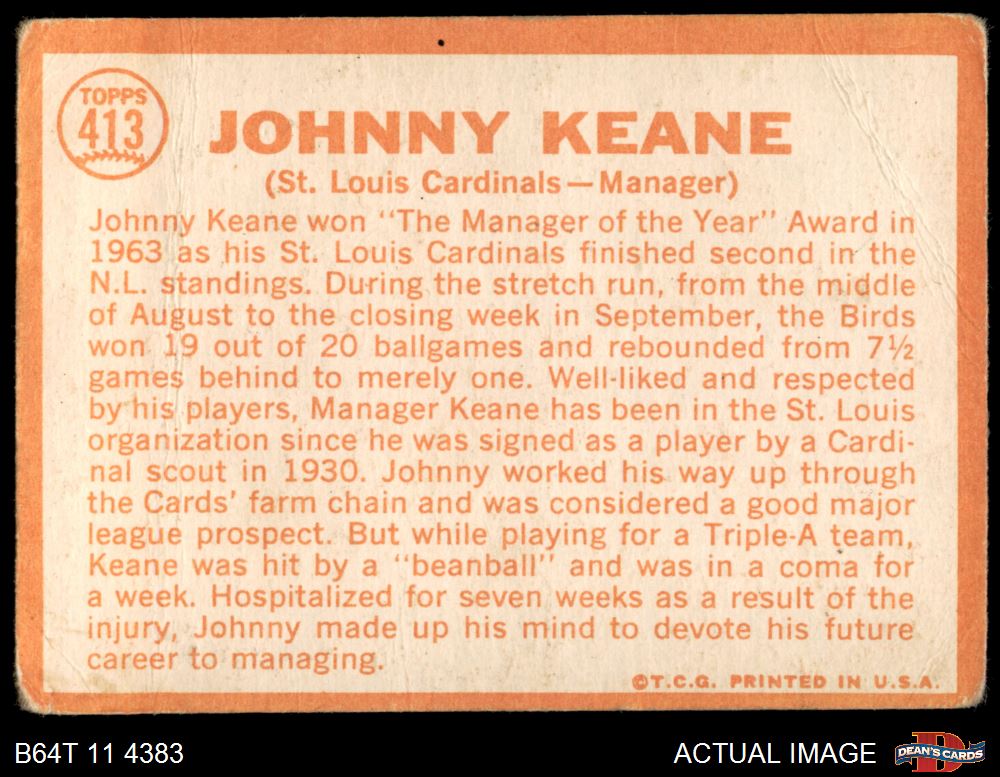 TOPPS
413
JOHNNY KEANE
(St. Louis Cardinals—Manager)
Johnny Keane won "The Manager of the Year" Award in
1963 as his St. Louis Cardinals finished second in the
N.L. standings. During the stretch run, from the middle
of August to the closing week in September, the Birds
won 19 out of 20 ballgames and rebounded from 7½
games behind to merely one. Well-liked and respected
by his players, Manager Keane has been in the St. Louis
organization since he was signed as a player by a Cardi-
nal scout in 1930. Johnny worked his way up through
the Cards' farm chain and was considered a good major
league prospect. But while playing for a Triple-A team,
Keane was hit by a "beanball" and was in a coma for
a week. Hospitalized for seven weeks as a result of the
injury, Johnny made up his mind to devote his future
career to managing.
©T.C.G. PRINTED IN U.S.A.
B64T 11 4383
ACTUAL IMAGE
DEAN'S CARDS